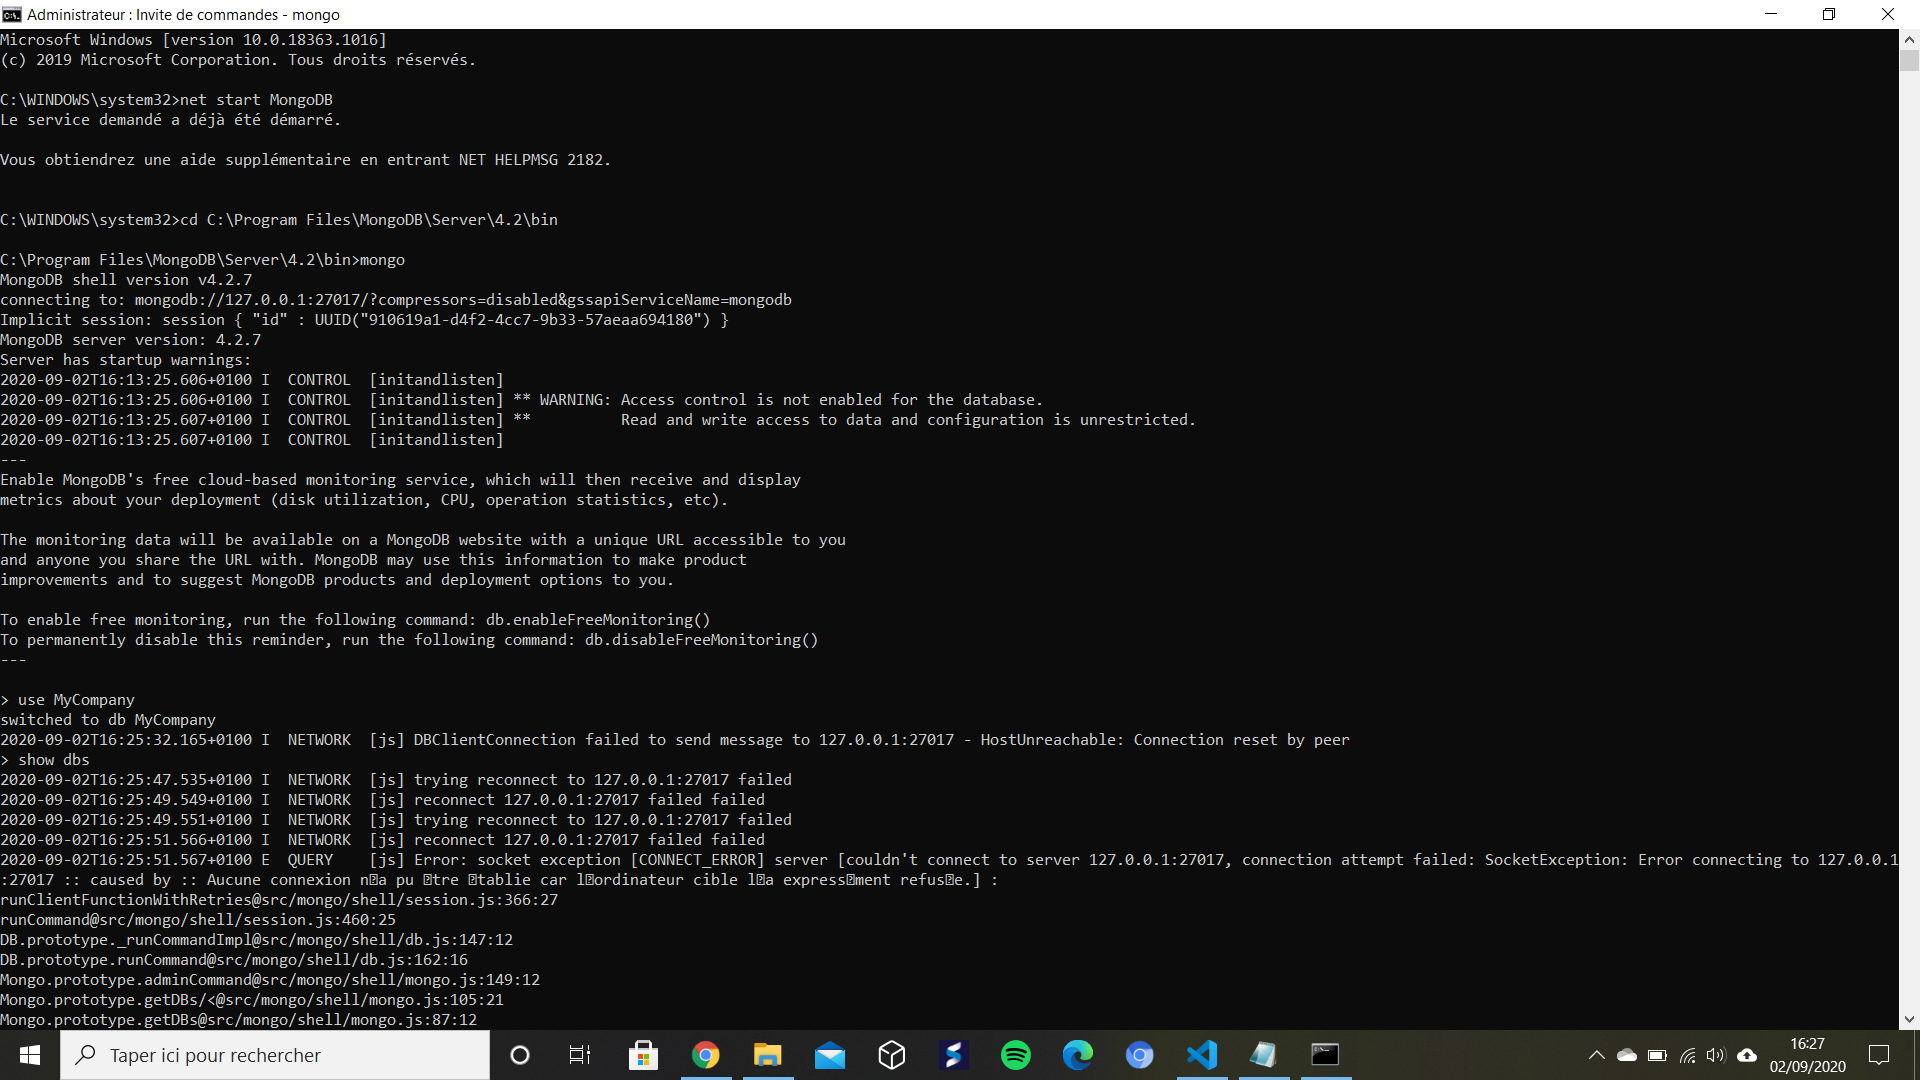 Administrateur : Invite de commandes - mongo
Microsoft Windows [version 10.0.18363.1016]
(c) 2019 Microsoft Corporation. Tous droits réservés.
C:\WINDOWS\system32>net start MongoDB
Le service demandé a déjà été démarré.
Vous obtiendrez une aide supplémentaire en entrant NET HELPMSG 2182.
C:\WINDOWS\system32>cd C:\Program Files\MongoDB\Server\4.2\bin
C:\Program Files\MongoDB\Server\4.2\bin>mongo
MongoDB shell version v4.2.7
connecting to: mongodb://127.0.0.1:27017/?compressors=disabled&gssapiServiceName=mongodb
Implicit session: session { "id" : UUID("910619a1-d4f2-4cc7-9b33-57aeaa694180") }
MongoDB server version: 4.2.7
Server has startup warnings:
2020-09-02T16:13:25.606+0100 I  CONTROL  [initandlisten]
2020-09-02T16:13:25.606+0100 I  CONTROL  [initandlisten] ** WARNING: Access control is not enabled for the database.
2020-09-02T16:13:25.607+0100 I  CONTROL  [initandlisten] **          Read and write access to data and configuration is unrestricted.
2020-09-02T16:13:25.607+0100 I  CONTROL  [initandlisten]
---
Enable MongoDB's free cloud-based monitoring service, which will then receive and display
metrics about your deployment (disk utilization, CPU, operation statistics, etc).
The monitoring data will be available on a MongoDB website with a unique URL accessible to you
and anyone you share the URL with. MongoDB may use this information to make product
improvements and to suggest MongoDB products and deployment options to you.
To enable free monitoring, run the following command: db.enableFreeMonitoring()
To permanently disable this reminder, run the following command: db.disableFreeMonitoring()
---
> use MyCompany
switched to db MyCompany
2020-09-02T16:25:32.165+0100 I  NETWORK  [js] DBClientConnection failed to send message to 127.0.0.1:27017 - HostUnreachable: Connection reset by peer
> show dbs
2020-09-02T16:25:47.535+0100 I  NETWORK  [js] trying reconnect to 127.0.0.1:27017 failed
2020-09-02T16:25:49.549+0100 I  NETWORK  [js] reconnect 127.0.0.1:27017 failed failed
2020-09-02T16:25:49.551+0100 I  NETWORK  [js] trying reconnect to 127.0.0.1:27017 failed
2020-09-02T16:25:51.566+0100 I  NETWORK  [js] reconnect 127.0.0.1:27017 failed failed
2020-09-02T16:25:51.567+0100 E  QUERY    [js] Error: socket exception [CONNECT_ERROR] server [couldn't connect to server 127.0.0.1:27017, connection attempt failed: SocketException: Error connecting to 127.0.0.1
:27017 :: caused by :: Aucune connexion n�a pu �tre �tablie car l�ordinateur cible l�a express�ment refus�e.] :
runClientFunctionWithRetries@src/mongo/shell/session.js:366:27
runCommand@src/mongo/shell/session.js:460:25
DB.prototype._runCommandImpl@src/mongo/shell/db.js:147:12
DB.prototype.runCommand@src/mongo/shell/db.js:162:16
Mongo.prototype.adminCommand@src/mongo/shell/mongo.js:149:12
Mongo.prototype.getDBs/<@src/mongo/shell/mongo.js:105:21
Mongo.prototype.getDBs@src/mongo/shell/mongo.js:87:12
Taper ici pour rechercher
16:27
02/09/2020